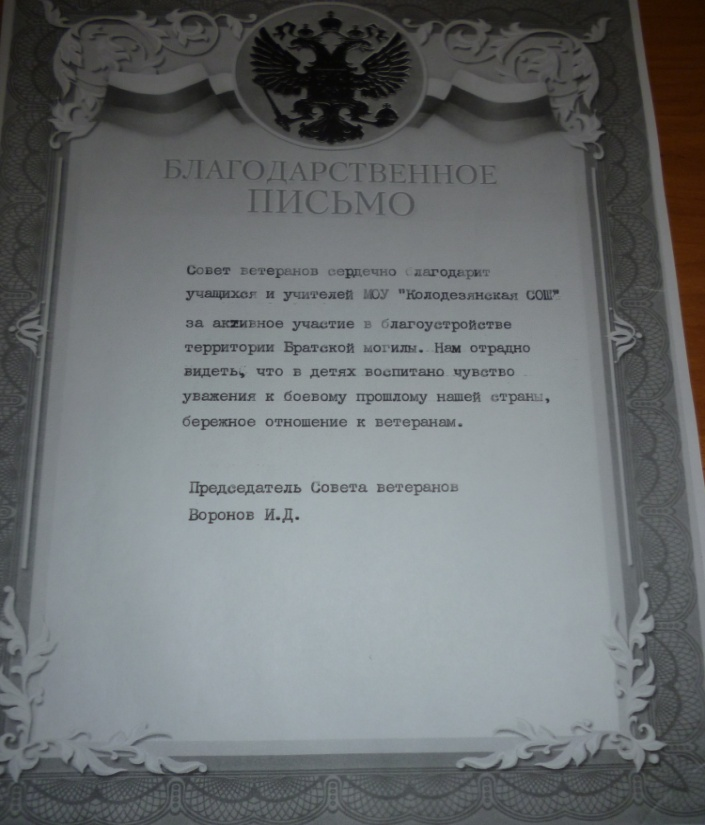 БЛАГОДАРСТВЕННОЕ
ПИСЬМО
Совет ветеранов сердечно благодарит
учащихся и учителей МОУ "Колодезянская СОШ"
за активное участие в благоустройстве
территории Братской могилы. Нам отрадно
видеть, что в детях воспитано чувство
уважения к боевому прошлому нашей страны,
бережное отношение к ветеранам.
Председатель Совета ветеранов
Воронов И.Д.